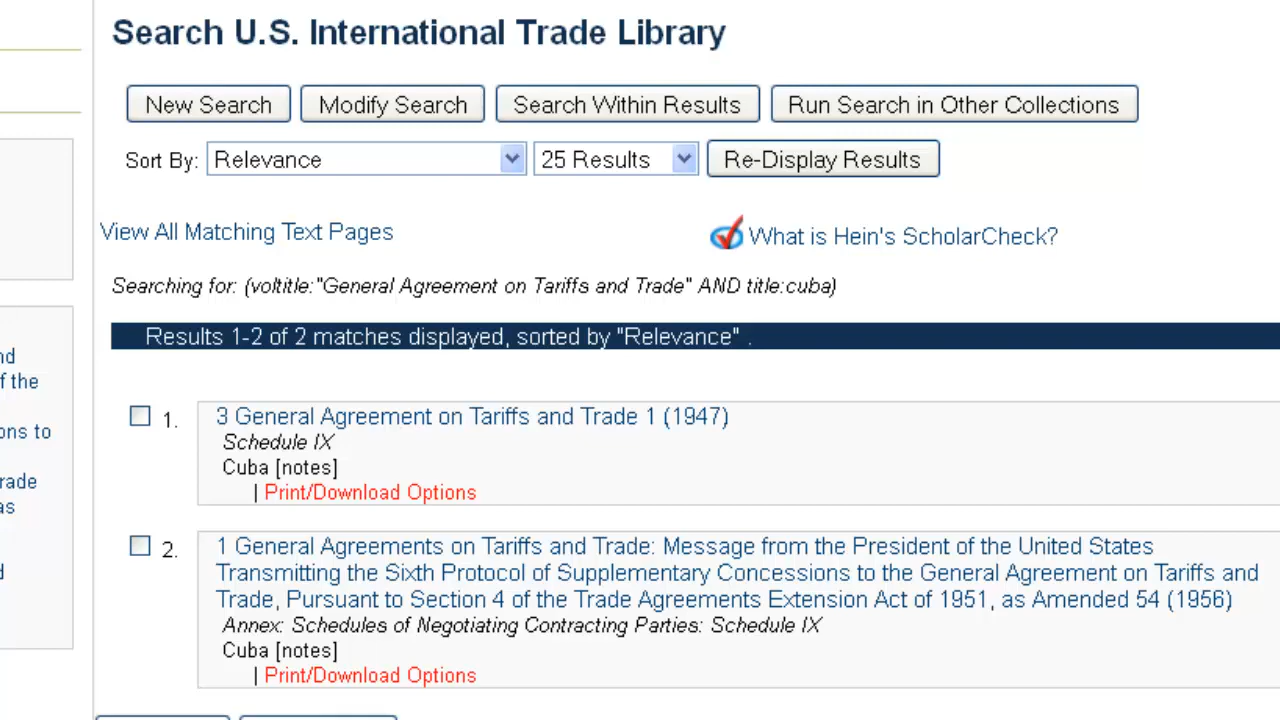 Search U.S. International Trade Library
New Search Modify Search Search Within Results Run Search in Other Collections
Sort By: Relevance 25 Results Re-Display Results
View All Matching Text Pages What is Hein's ScholarCheck?
Searching for: (voltitle:"General Agreement on Tariffs and Trade" AND title:cuba)
Results 1-2 of 2 matches displayed, sorted by "Relevance" .
f the
ons to
1. 3 General Agreement on Tariffs and Trade 1 (1947)
Schedule IX
Cuba [notes]
| Print/Download Options
2. 1 General Agreements on Tariffs and Trade: Message from the President of the United States
Transmitting the Sixth Protocol of Supplementary Concessions to the General Agreement on Tariffs and
Trade, Pursuant to Section 4 of the Trade Agreements Extension Act of 1951, as Amended 54 (1956)
Annex: Schedules of Negotiating Contracting Parties: Schedule IX
Cuba [notes]
| Print/Download Options